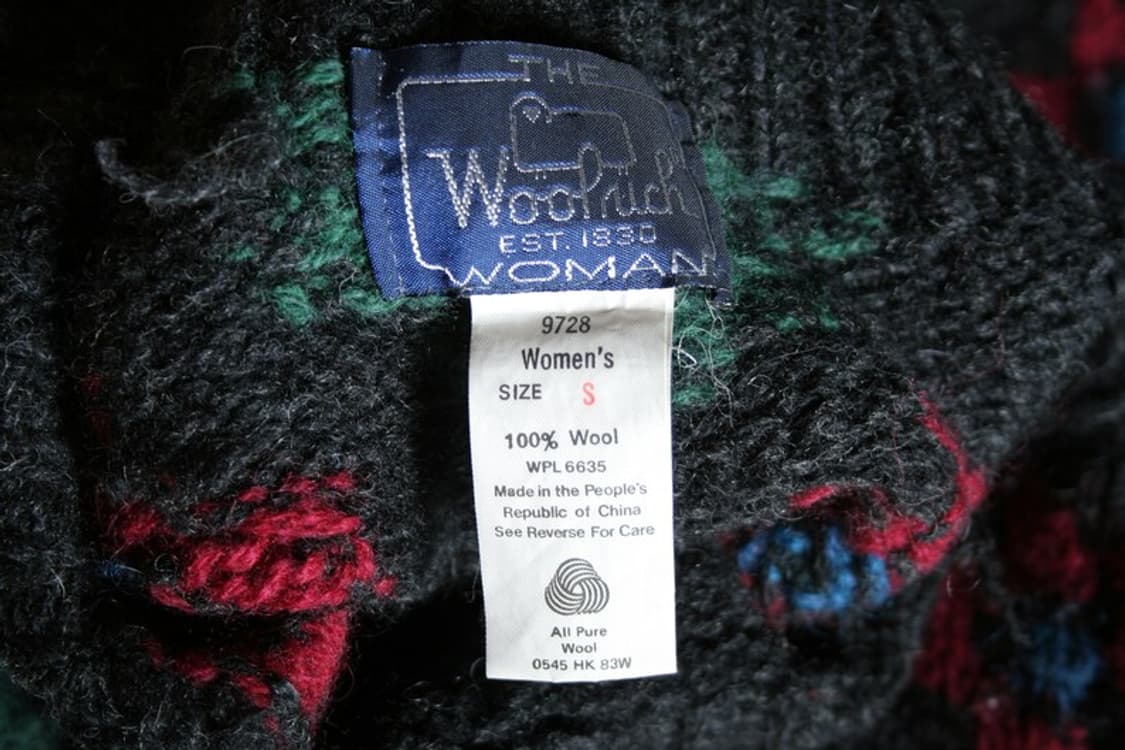 THE
Woolrich
EST. 1830
WOMAN
9728
Women's
SIZE S
100% Wool
WPL 6635
Made in the People's
Republic of China
See Reverse For Care
All Pure
Wool
0545 HK 83W